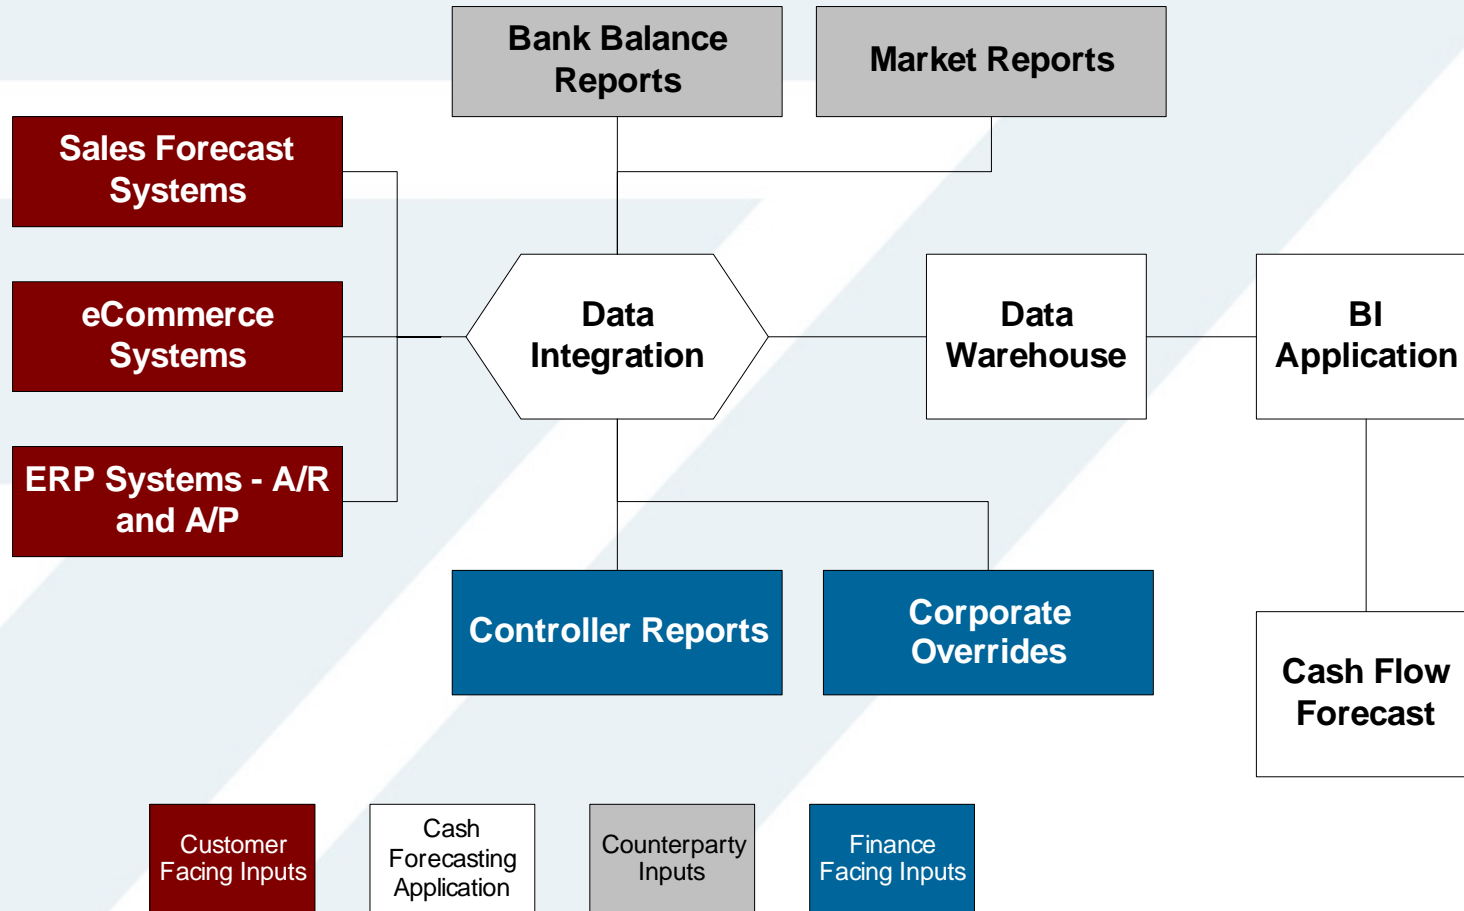 Bank Balance
Reports
Market Reports
Sales Forecast
Systems
eCommerce
Systems
ERP Systems - A/R
and A/P
Data
Integration
Data
Warehouse
BI
Application
Controller Reports
Corporate
Overrides
Cash Flow
Forecast
Customer
Facing Inputs
Cash
Forecasting
Application
Counterparty
Inputs
Finance
Facing Inputs